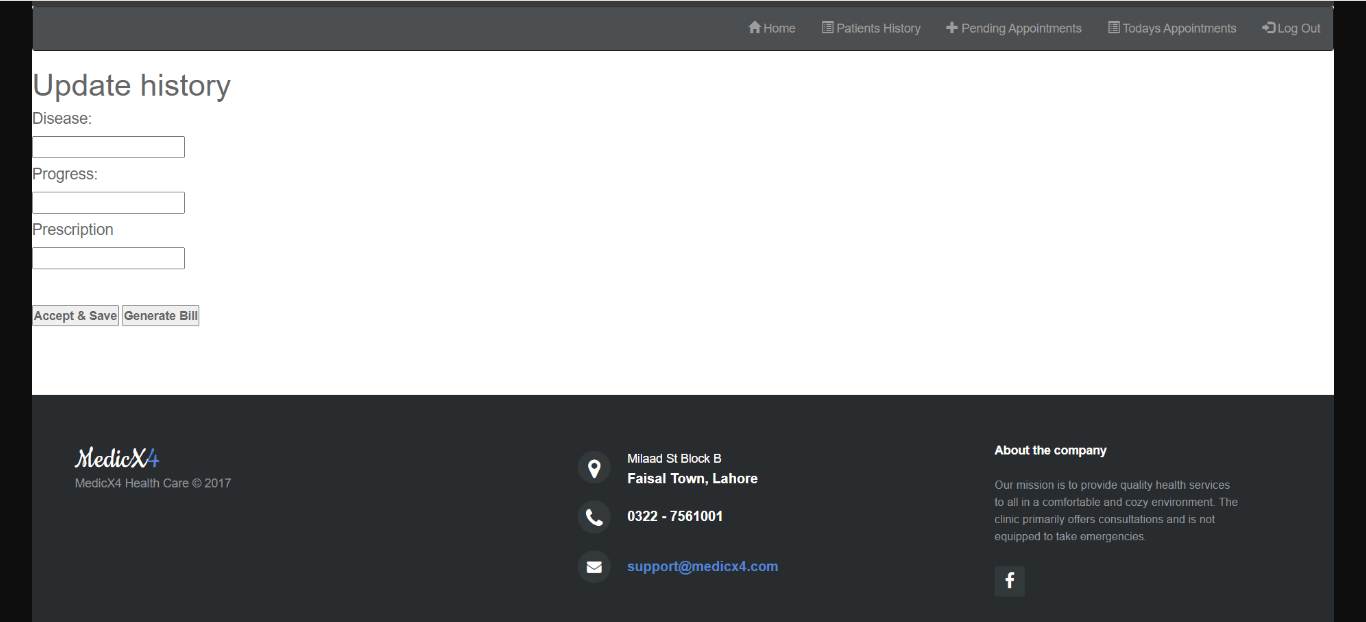 Home Patients History Pending Appointments Todays Appointments Log Out
Update history
Disease:
Progress:
Prescription
Accept & Save Generate Bill
MedicX4
MedicX4 Health Care © 2017
Milaad St Block B
Faisal Town, Lahore
0322 - 7561001
support@medicx4.com
About the company
Our mission is to provide quality health services
to all in a comfortable and cozy environment. The
clinic primarily offers consultations and is not
equipped to take emergencies.